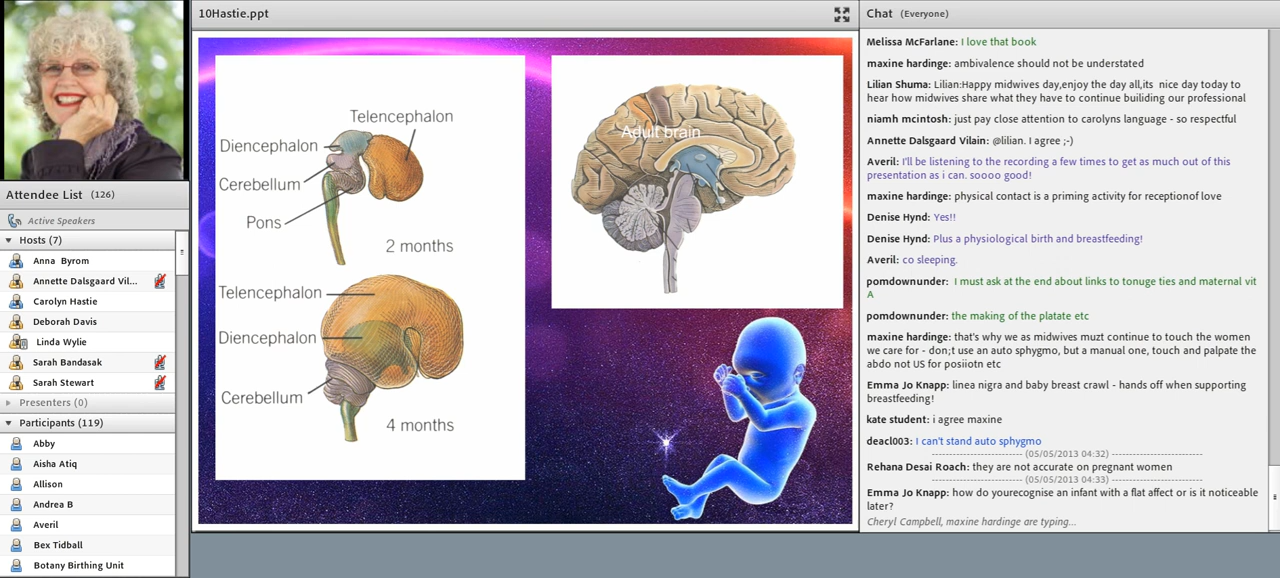 10Hastie.ppt
Attendee List (126)
Active Speakers
Hosts (7)
Anna Byrom
Annette Dalsgaard Vil...
Carolyn Hastie
Deborah Davis
Linda Wylie
Sarah Bandasak
Sarah Stewart
Presenters (0)
Participants (119)
Abby
Aisha Atiq
Allison
Andrea B
Averil
Bex Tidball
Botany Birthing Unit
Telencephalon
Diencephalon
Cerebellum
Pons
2 months
Telencephalon
Diencephalon
Cerebellum
4 months
Adult brain
Chat (Everyone)
Melissa McFarlane: I love that book
maxine hardinge: ambivalence should not be understated
Lilian Shuma: Lilian:Happy midwives day,enjoy the day all,its nice day today to
hear how midwives share what they have to continue builiding our professional
niamh mcintosh: just pay close attention to carolyns language - so respectful
Annette Dalsgaard Vilain: @lilian. I agree ;-)
Averil: I'll be listening to the recording a few times to get as much out of this
presentation as i can. soooo good!
maxine hardinge: physical contact is a priming activity for receptionof love
Denise Hynd: Yes!!
Denise Hynd: Plus a physiological birth and breastfeeding!
Averil: co sleeping.
pomdownunder: I must ask at the end about links to tonuge ties and maternal vit
A
pomdownunder: the making of the platate etc
maxine hardinge: that's why we as midwives muzt continue to touch the women
we care for - don;t use an auto sphygmo, but a manual one, touch and palpate the
abdo not US for posiiotn etc
Emma Jo Knapp: linea nigra and baby breast crawl - hands off when supporting
breastfeeding!
kate student: i agree maxine
deacl003: I can't stand auto sphygmo
(05/05/2013 04:32)
Rehana Desai Roach: they are not accurate on pregnant women
(05/05/2013 04:33)
Emma Jo Knapp: how do yourecognise an infant with a flat affect or is it noticeable
later?
Cheryl Campbell, maxine hardinge are typing...